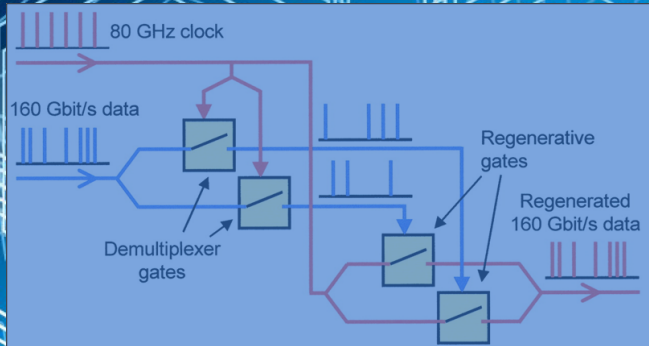 80 GHz clock
160 Gbit/s data
Regenerative
gates
Regenerated
160 Gbit/s data
Demultiplexer
gates